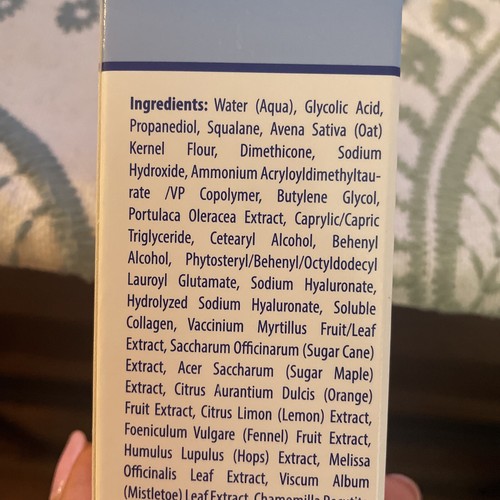 Ingredients: Water (Aqua), Glycolic Acid,
Propanediol, Squalane, Avena Sativa (Oat)
Kernel Flour, Dimethicone, Sodium
Hydroxide, Ammonium Acryloyldimethyltau-
rate /VP Copolymer, Butylene Glycol,
Portulaca Oleracea Extract, Caprylic/Capric
Triglyceride, Cetearyl Alcohol, Behenyl
Alcohol, Phytosteryl/Behenyl/Octyldodecyl
Lauroyl Glutamate, Sodium Hyaluronate,
Hydrolyzed Sodium Hyaluronate, Soluble
Collagen, Vaccinium Myrtillus Fruit/Leaf
Extract, Saccharum Officinarum (Sugar Cane)
Extract, Acer Saccharum (Sugar Maple)
Extract, Citrus Aurantium Dulcis (Orange)
Fruit Extract, Citrus Limon (Lemon) Extract,
Foeniculum Vulgare (Fennel) Fruit Extract,
Humulus Lupulus (Hops) Extract, Melissa
Officinalis Leaf Extract, Viscum Album
(Mistletoe) Leaf Extract, Chamomilla